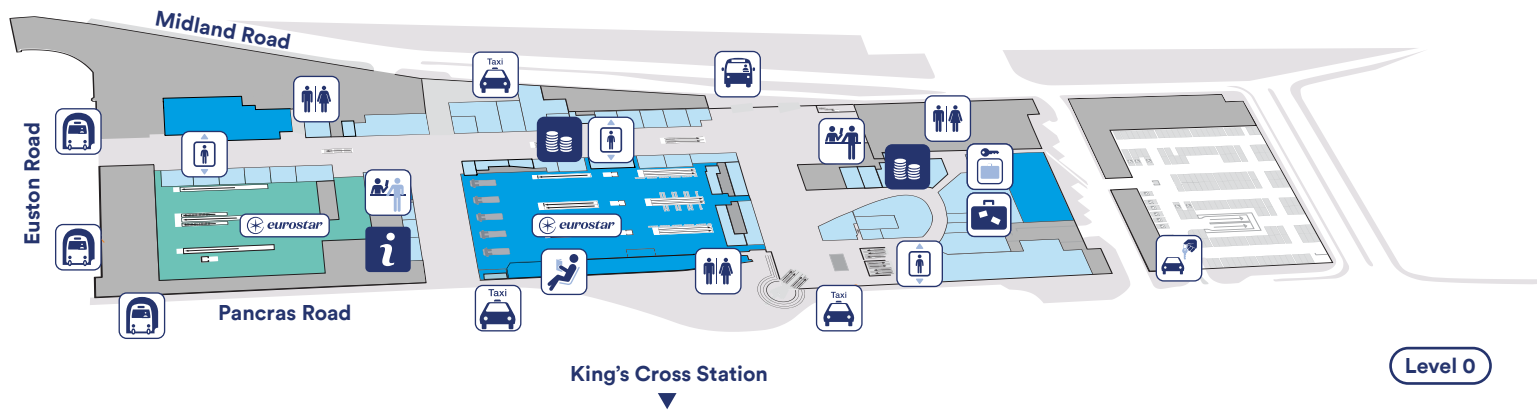 Midland Road
Taxi
Euston Road
eurostar
eurostar
i
Taxi
Taxi
Pancras Road
King's Cross Station
Level 0